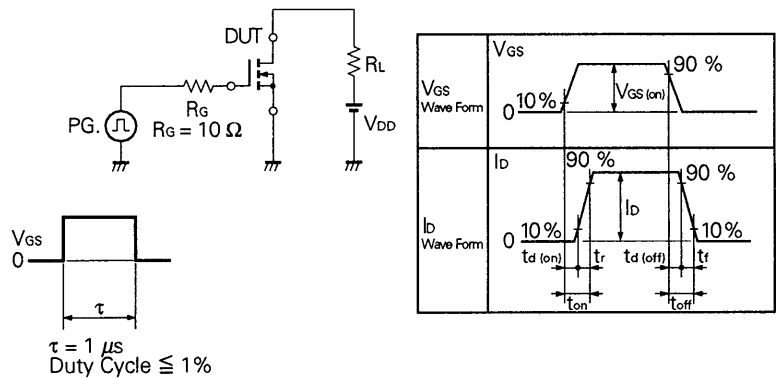 DUT
RL
RG
RG = 10 Ω
PG.
VDD
VGS
0
τ
τ = 1 μs
Duty Cycle ≦ 1%
VGS
Wave Form
VGS
90 %
VGS (on)
10 %
0
ID
Wave Form
ID
90 %
90 %
ID
0
10 %
10 %
td (on)
tr
td (off)
tf
ton
toff